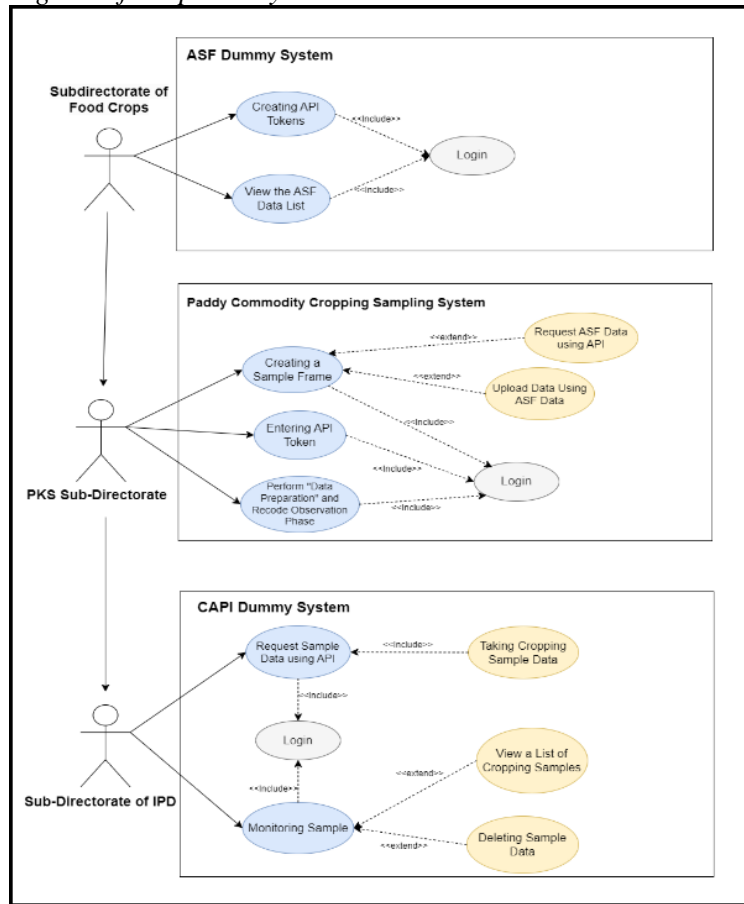 ASF Dummy System
Subdirectorate of
Food Crops
Creating API
Tokens
<<Include>>
Login
View the ASF
Data List
<<Include>>
Paddy Commodity Cropping Sampling System
<<extend>>
Request ASF Data
using API
Creating a
Sample Frame
<<extend>>
Upload Data Using
ASF Data
<<Include>>
Entering API
Token
<<Include>>
Login
PKS Sub-Directorate
Perform "Data
Preparation" and
Recode Observation
Phase
<<Include>>
CAPI Dummy System
Request Sample
Data using API
<<Include>>
Taking Cropping
Sample Data
<<Include>>
Login
View a List of
Cropping Samples
<<extend>>
<<Include>>
Sub-Directorate of IPD
Monitoring Sample
<<extend>>
Deleting Sample
Data